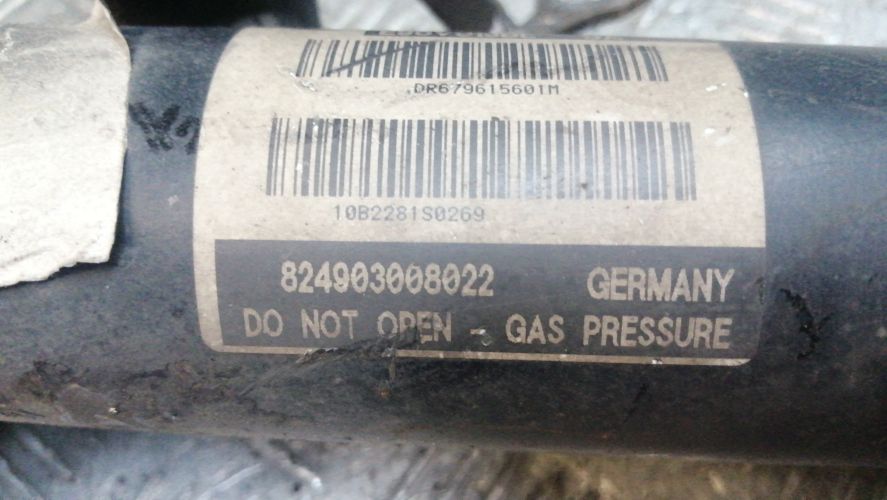 DR67961560IM
10B2281S0269
824903008022 GERMANY
DO NOT OPEN - GAS PRESSURE